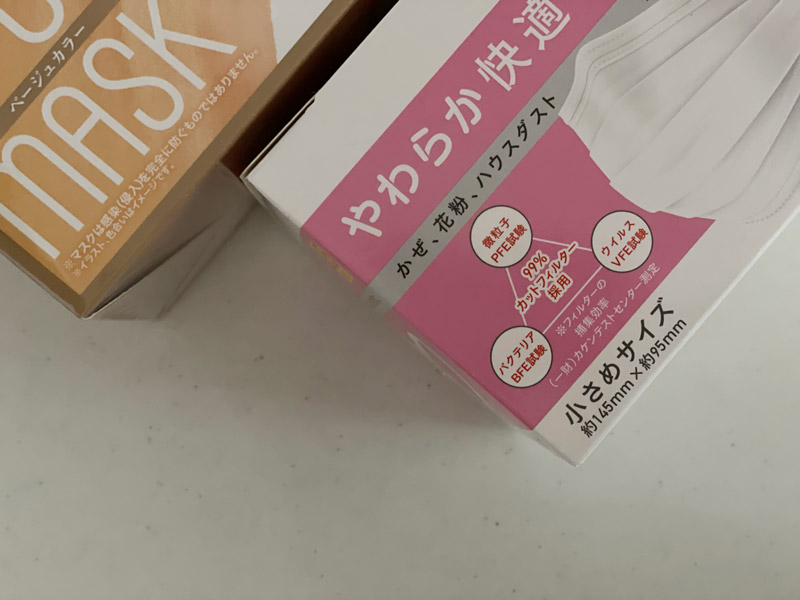 ベージュカラー
MASK
※マスクは感染(侵入)を完全に防ぐものではありません。
※イラスト、色合いはイメージです。
やわらか快適
かぜ、花粉、ハウスダスト
微粒子
PFE試験
ウイルス
VFE試験
99%
カットフィルター
採用
バクテリア
BFE試験
※フィルターの
捕集効率
(一財)カケンテストセンター測定
小さめサイズ
約145mm×約95mm